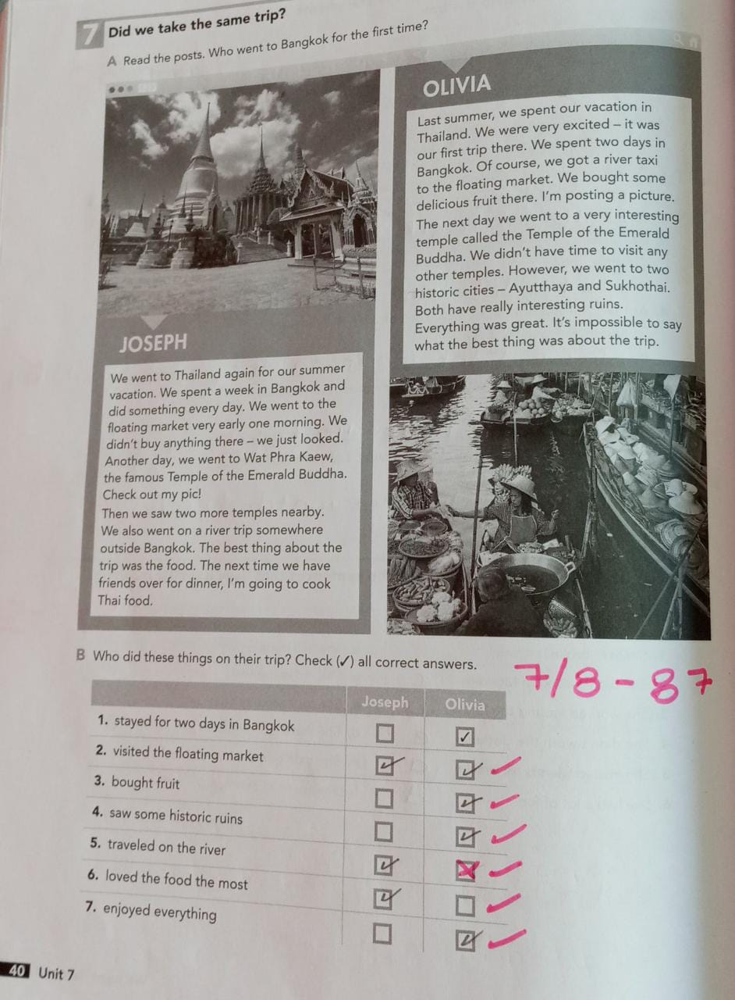 7 Did we take the same trip?
A Read the posts. Who went to Bangkok for the first time?
OLIVIA
Last summer, we spent our vacation in
Thailand. We were very excited – it was
our first trip there. We spent two days in
Bangkok. Of course, we got a river taxi
to the floating market. We bought some
delicious fruit there. I'm posting a picture.
The next day we went to a very interesting
temple called the Temple of the Emerald
Buddha. We didn't have time to visit any
other temples. However, we went to two
historic cities – Ayutthaya and Sukhothai.
Both have really interesting ruins.
Everything was great. It's impossible to say
what the best thing was about the trip.
JOSEPH
We went to Thailand again for our summer
vacation. We spent a week in Bangkok and
did something every day. We went to the
floating market very early one morning. We
didn't buy anything there – we just looked.
Another day, we went to Wat Phra Kaew,
the famous Temple of the Emerald Buddha.
Check out my pic!
Then we saw two more temples nearby.
We also went on a river trip somewhere
outside Bangkok. The best thing about the
trip was the food. The next time we have
friends over for dinner, I'm going to cook
Thai food.
B Who did these things on their trip? Check (✓) all correct answers.
7/8 - 87
Joseph Olivia
1. stayed for two days in Bangkok
2. visited the floating market
3. bought fruit
4. saw some historic ruins
5. traveled on the river
6. loved the food the most
7. enjoyed everything
40 Unit 7